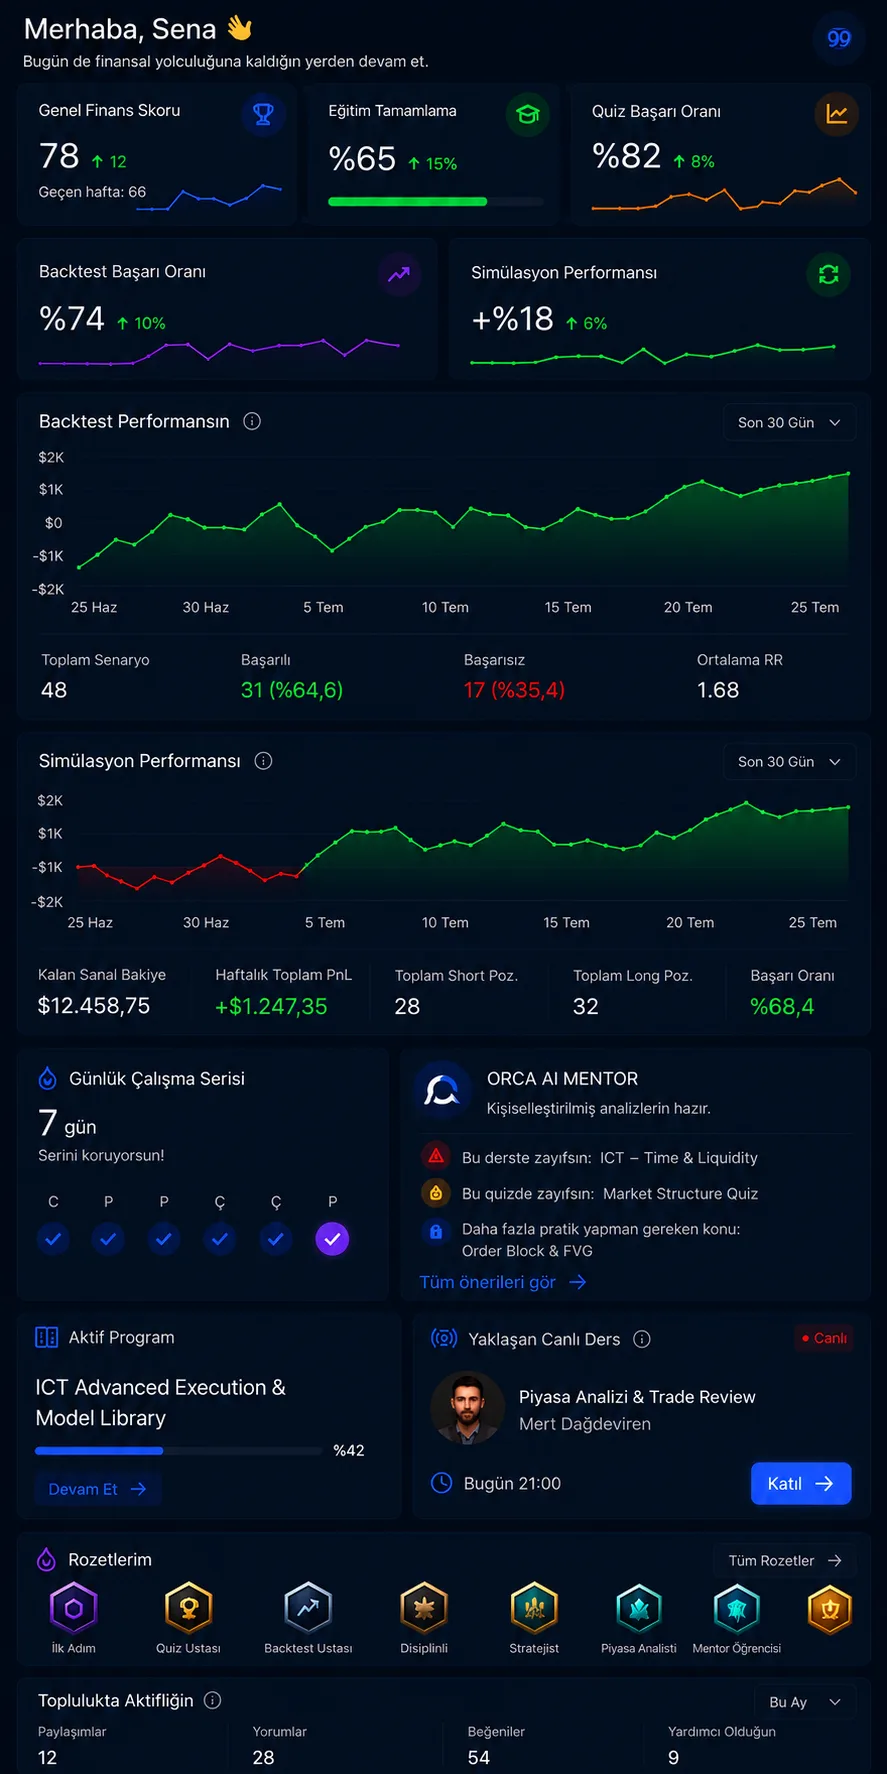 Merhaba, Sena 👋
Bugün de finansal yolculuğuna kaldığın yerden devam et.
Genel Finans Skoru
78 ↑ 12
Geçen hafta: 66
Eğitim Tamamlama
%65 ↑ 15%
Quiz Başarı Oranı
%82 ↑ 8%
Backtest Başarı Oranı
%74 ↑ 10%
Simülasyon Performansı
+%18 ↑ 6%
Backtest Performansın
Son 30 Gün
$2K
$1K
$0
-$1K
-$2K
25 Haz 30 Haz 5 Tem 10 Tem 15 Tem 20 Tem 25 Tem
Toplam Senaryo
48
Başarılı
31 (%64,6)
Başarısız
17 (%35,4)
Ortalama RR
1.68
Simülasyon Performansı
Son 30 Gün
$2K
$1K
-$1K
-$2K
25 Haz 30 Haz 5 Tem 10 Tem 15 Tem 20 Tem 25 Tem
Kalan Sanal Bakiye
$12.458,75
Haftalık Toplam PnL
+$1.247,35
Toplam Short Poz.
28
Toplam Long Poz.
32
Başarı Oranı
%68,4
Günlük Çalışma Serisi
7 gün
Serini koruyorsun!
C P P Ç Ç P
ORCA AI MENTOR
Kişiselleştirilmiş analizlerin hazır.
Bu derste zayıfsin: ICT – Time & Liquidity
Bu quizde zayıfsin: Market Structure Quiz
Daha fazla pratik yapman gereken konu:
Order Block & FVG
Tüm önerileri gör →
Aktif Program
ICT Advanced Execution &
Model Library
%42
Devam Et →
Yaklaşan Canlı Ders
Canlı
Piyasa Analizi & Trade Review
Mert Dağdeviren
Bugün 21:00
Katıl →
Rozetlerim
Tüm Rozetler →
İlk Adım
Quiz Ustası
Backtest Ustası
Disiplinli
Stratejist
Piyasa Analisti
Mentor Öğrencisi
Toplulukta Aktifliğin
Bu Ay
Paylaşımlar
12
Yorumlar
28
Beğeniler
54
Yardımcı Olduğun
9